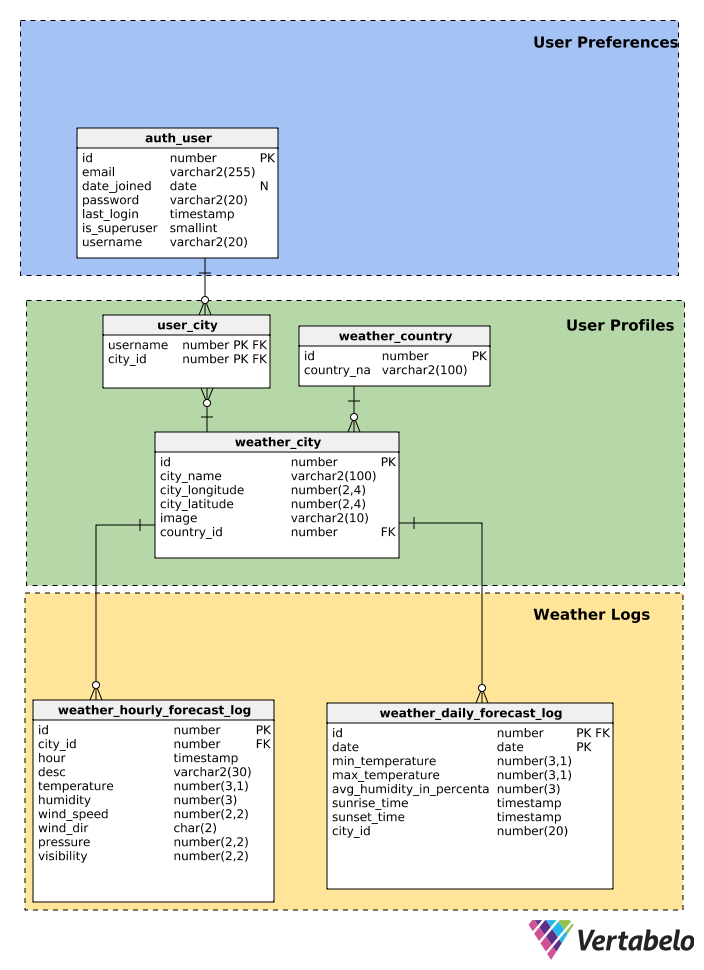 User Preferences
auth_user
id number PK
email varchar2(255)
date_joined date N
password varchar2(20)
last_login timestamp
is_superuser smallint
username varchar2(20)
User Profiles
user_city
username number PK FK
city_id number PK FK
weather_country
id number PK
country_na varchar2(100)
weather_city
id number PK
city_name varchar2(100)
city_longitude number(2,4)
city_latitude number(2,4)
image varchar2(10)
country_id number FK
Weather Logs
weather_hourly_forecast_log
id number PK
city_id number FK
hour timestamp
desc varchar2(30)
temperature number(3,1)
humidity number(3)
wind_speed number(2,2)
wind_dir char(2)
pressure number(2,2)
visibility number(2,2)
weather_daily_forecast_log
id number PK FK
date date PK
min_temperature number(3,1)
max_temperature number(3,1)
avg_humidity_in_percenta number(3)
sunrise_time timestamp
sunset_time timestamp
city_id number(20)
Vertabelo